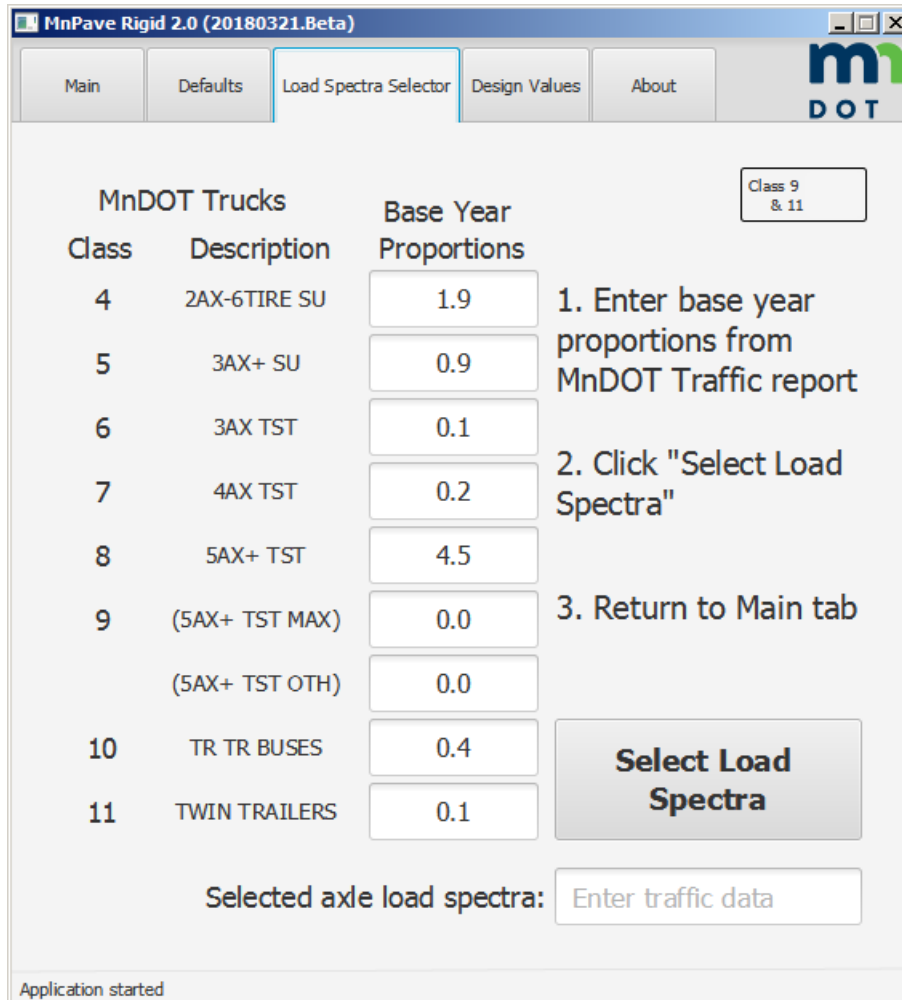 MnPave Rigid 2.0 (20180321.Beta)
Main Defaults Load Spectra Selector Design Values About
mn
DOT
Class 9
& 11
MnDOT Trucks
Base Year
Class Description Proportions
4 2AX-6TIRE SU 1.9
5 3AX+ SU 0.9
6 3AX TST 0.1
7 4AX TST 0.2
8 5AX+ TST 4.5
9 (5AX+ TST MAX) 0.0
(5AX+ TST OTH) 0.0
10 TR TR BUSES 0.4
11 TWIN TRAILERS 0.1
1. Enter base year
proportions from
MnDOT Traffic report
2. Click "Select Load
Spectra"
3. Return to Main tab
Select Load
Spectra
Selected axle load spectra: Enter traffic data
Application started